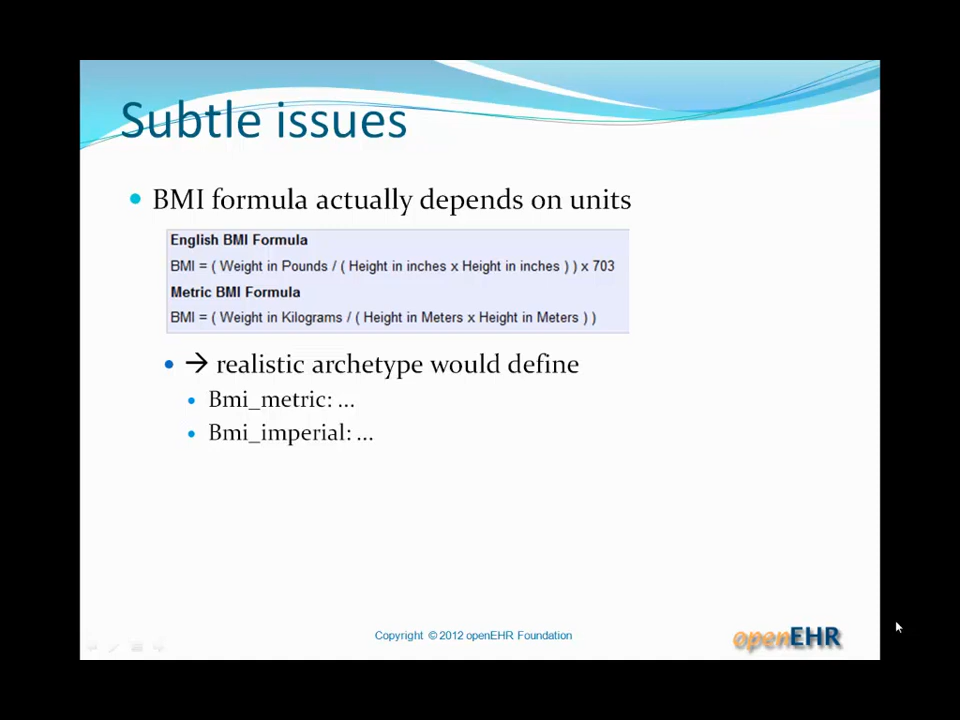 Subtle issues
BMI formula actually depends on units
English BMI Formula
BMI = ( Weight in Pounds / ( Height in inches x Height in inches ) ) x 703
Metric BMI Formula
BMI = ( Weight in Kilograms / ( Height in Meters x Height in Meters ) )
→ realistic archetype would define
Bmi_metric: ...
Bmi_imperial: ...
Copyright © 2012 openEHR Foundation
openEHR